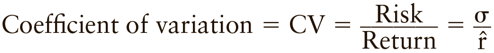 Coefficient of variation = CV = Risk / Return = σ / r̂